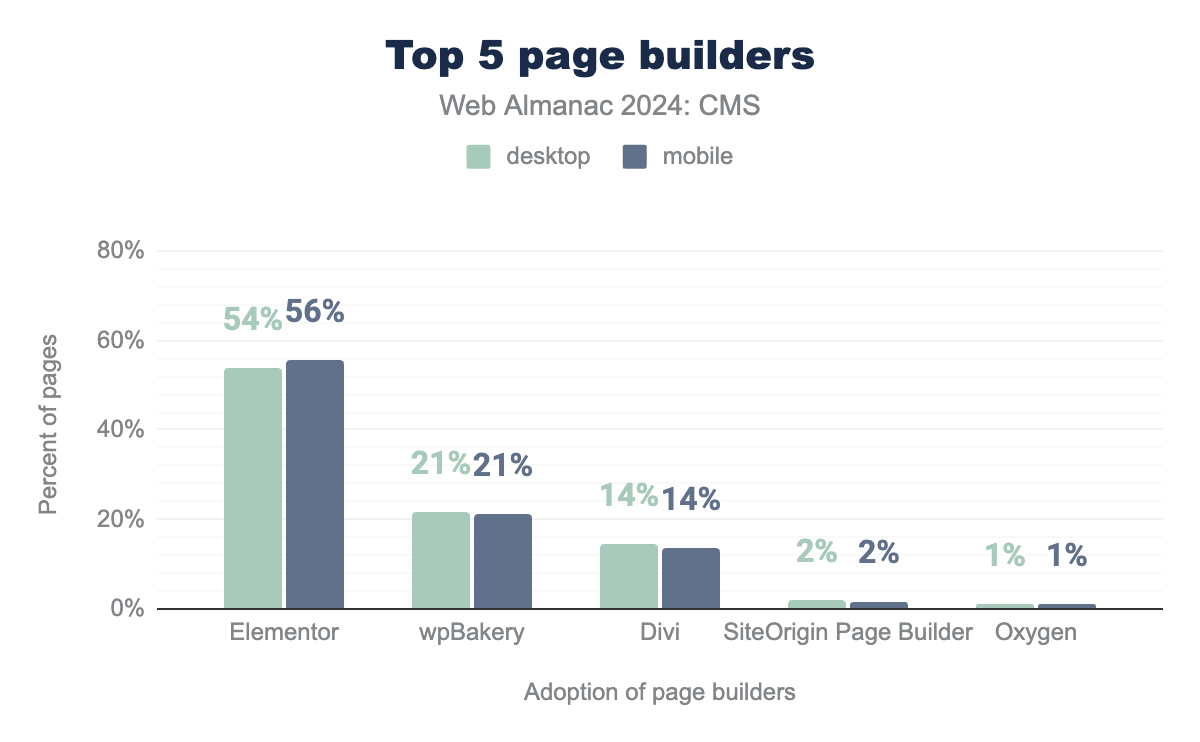 Top 5 page builders
Web Almanac 2024: CMS
desktop mobile
Percent of pages
80%
60%
40%
20%
0%
54% 56%
21% 21%
14% 14%
2% 2%
1% 1%
Elementor wpBakery Divi SiteOrigin Page Builder Oxygen
Adoption of page builders